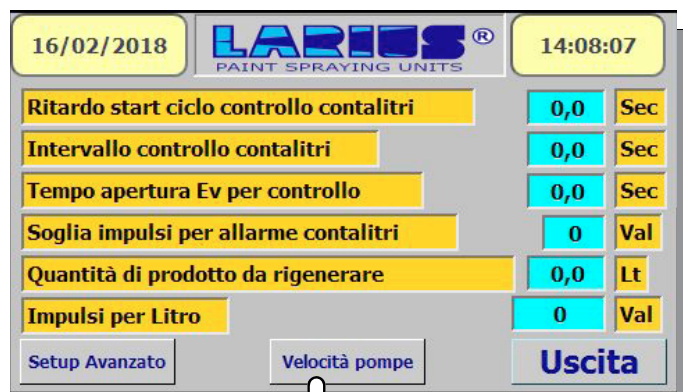 16/02/2018 LARIUS® 14:08:07
PAINT SPRAYING UNITS
Ritardo start ciclo controllo contalitri 0,0 Sec
Intervallo controllo contalitri 0,0 Sec
Tempo apertura Ev per controllo 0,0 Sec
Soglia impulsi per allarme contalitri 0 Val
Quantità di prodotto da rigenerare 0,0 Lt
Impulsi per Litro 0 Val
Setup Avanzato Velocità pompe Uscita